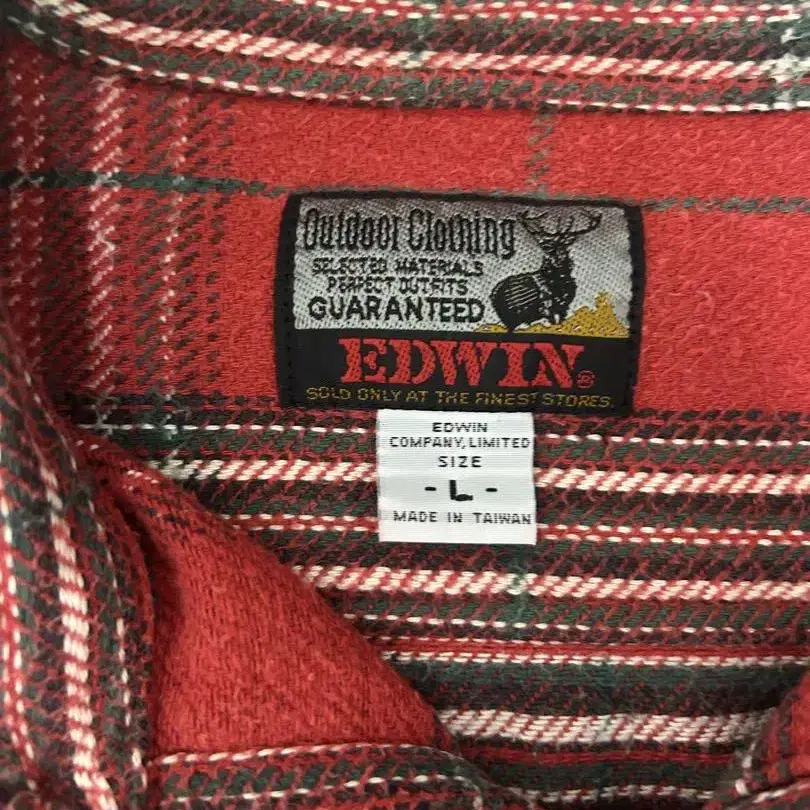 Outdoor Clothing
SELECTED MATERIALS
PERFECT OUTFITS
GUARANTEED
EDWIN®
SOLD ONLY AT THE FINEST STORES.
EDWIN
COMPANY, LIMITED
SIZE
- L -
MADE IN TAIWAN